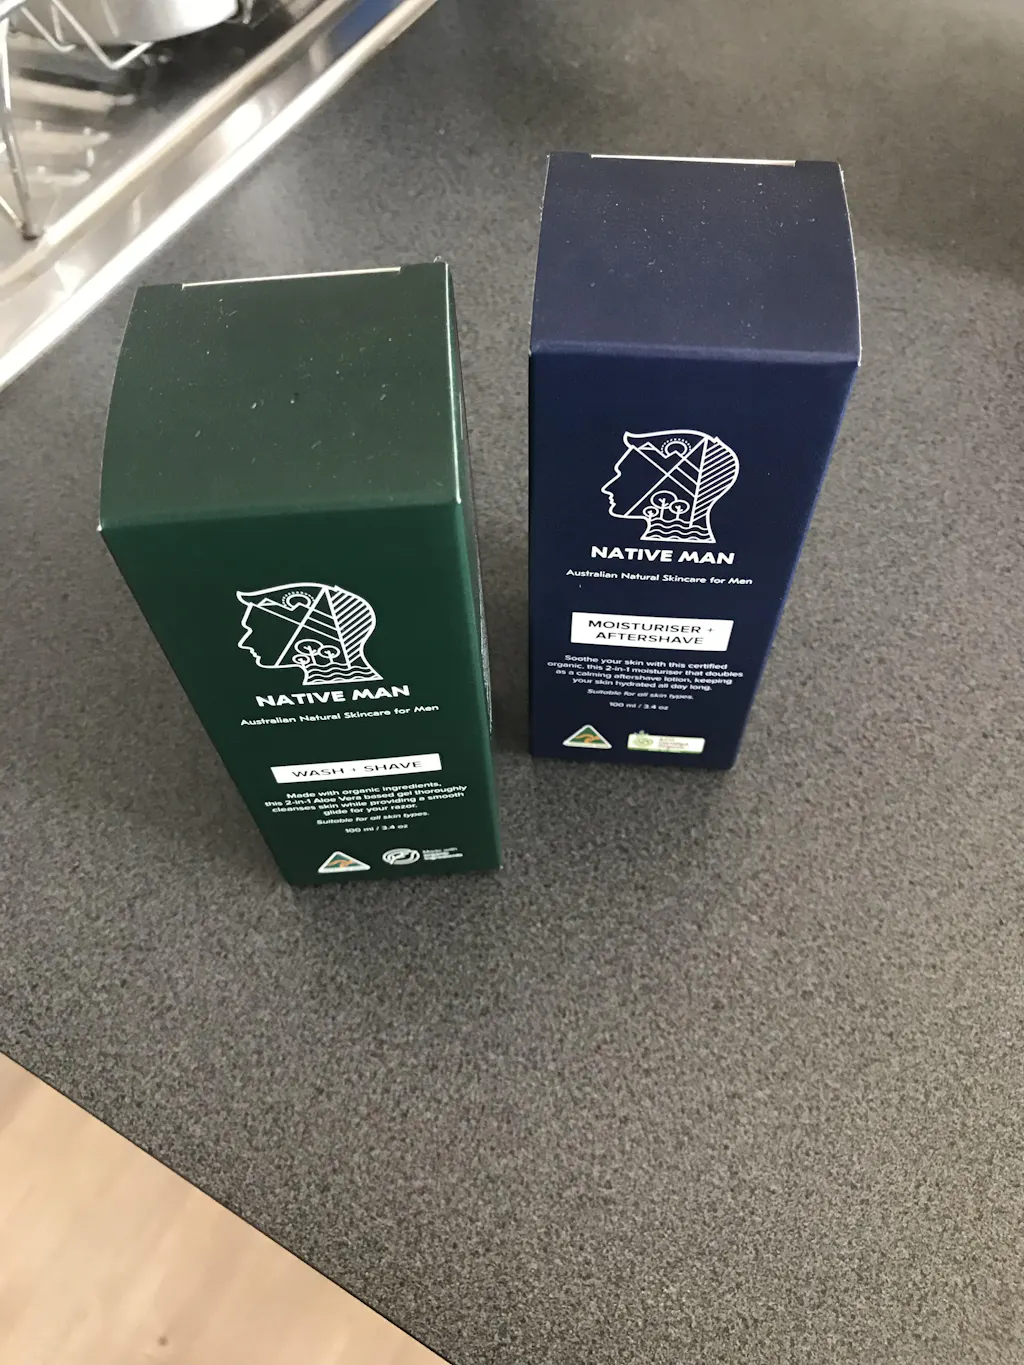 NATIVE MAN
Australian Natural Skincare for Men
WASH + SHAVE
Made with organic ingredients,
this 2-in-1 Aloe Vera based gel thoroughly
cleanses skin while providing a smooth
glide for your razor.
Suitable for all skin types.
100 ml / 3.4 oz
Made with
organic
ingredients
NATIVE MAN
Australian Natural Skincare for Men
MOISTURISER +
AFTERSHAVE
Soothe your skin with this certified
organic, this 2-in-1 moisturiser that doubles
as a calming aftershave lotion, keeping
your skin hydrated all day long.
Suitable for all skin types.
100 ml / 3.4 oz